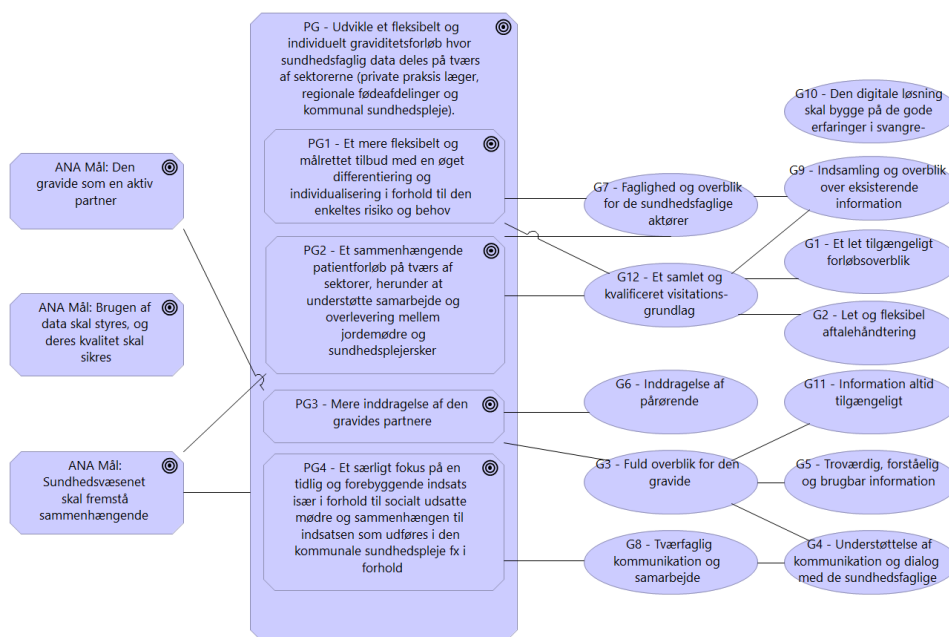 ANA Mål: Den
gravide som en aktiv
partner
ANA Mål: Brugen af
data skal styres, og
deres kvalitet skal
sikres
ANA Mål:
Sundhedsvæsenet
skal fremstå
sammenhængende
PG - Udvikle et fleksibelt og
individuelt graviditetsforløb hvor
sundhedsfaglig data deles på tværs
af sektorerne (private praksis læger,
regionale fødeafdelinger og
kommunal sundhedspleje).
PG1 - Et mere fleksibelt og
målrettet tilbud med en øget
differentiering og
individualisering i forhold til den
enkeltes risiko og behov
PG2 - Et sammenhængende
patientforløb på tværs af
sektorer, herunder at
understøtte samarbejde og
overlevering mellem
jordemødre og
sundhedsplejersker
PG3 - Mere inddragelse af den
gravides partnere
PG4 - Et særligt fokus på en
tidlig og forebyggende indsats
især i forhold til socialt udsatte
mødre og sammenhængen til
indsatsen som udføres i den
kommunale sundhedspleje fx i
forhold
G7 - Faglighed og overblik
for de sundhedsfaglige
aktører
G12 - Et samlet og
kvalificeret visitations-
grundlag
G6 - Inddragelse af
pårørende
G3 - Fuld overblik for den
gravide
G8 - Tværfaglig
kommunikation og
samarbejde
G10 - Den digitale løsning
skal bygge på de gode
erfaringer i svangre-
G9 - Indsamling og overblik
over eksisterende
information
G1 - Et let tilgængeligt
forløbsoverblik
G2 - Let og fleksibel
aftalehåndtering
G11 - Information altid
tilgængeligt
G5 - Troværdig, forståelig
og brugbar information
G4 - Understøttelse af
kommunikation og dialog
med de sundhedsfaglige